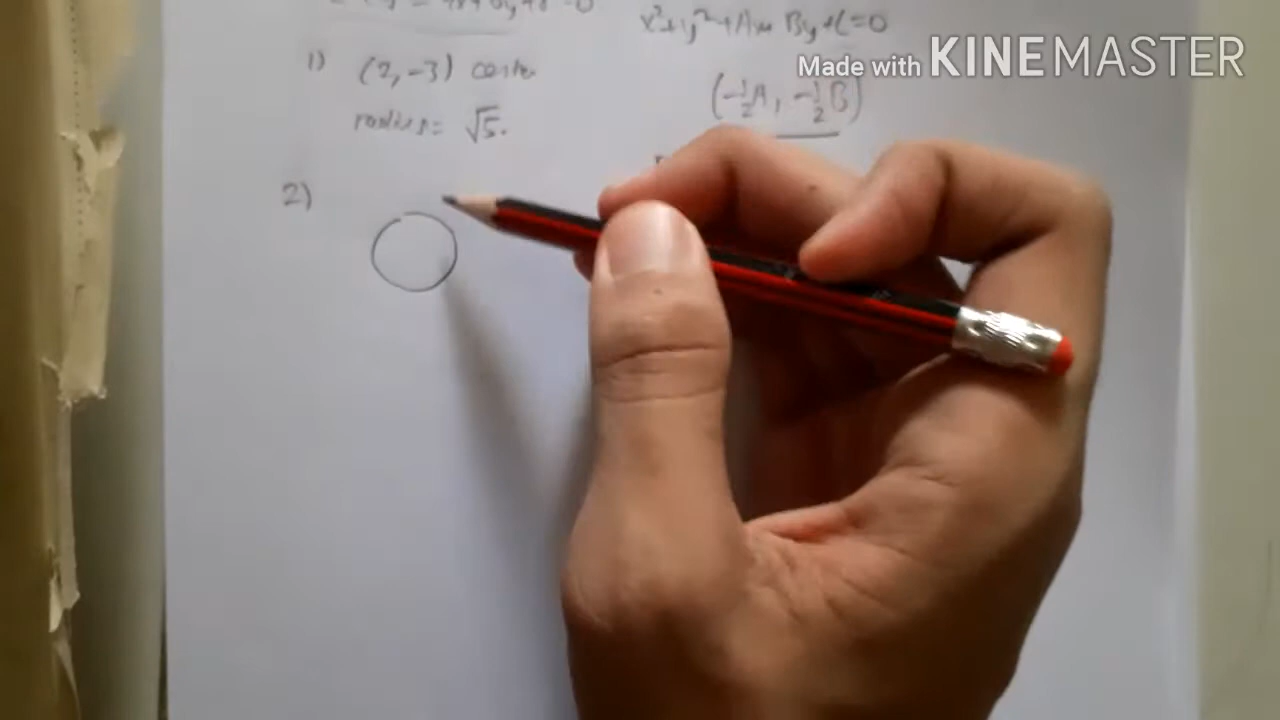 x²+y²+Ax+By+C=0
Made with KINEMASTER
1) (2,-3) center
(-½A, -½B)
radius= √5.
2)